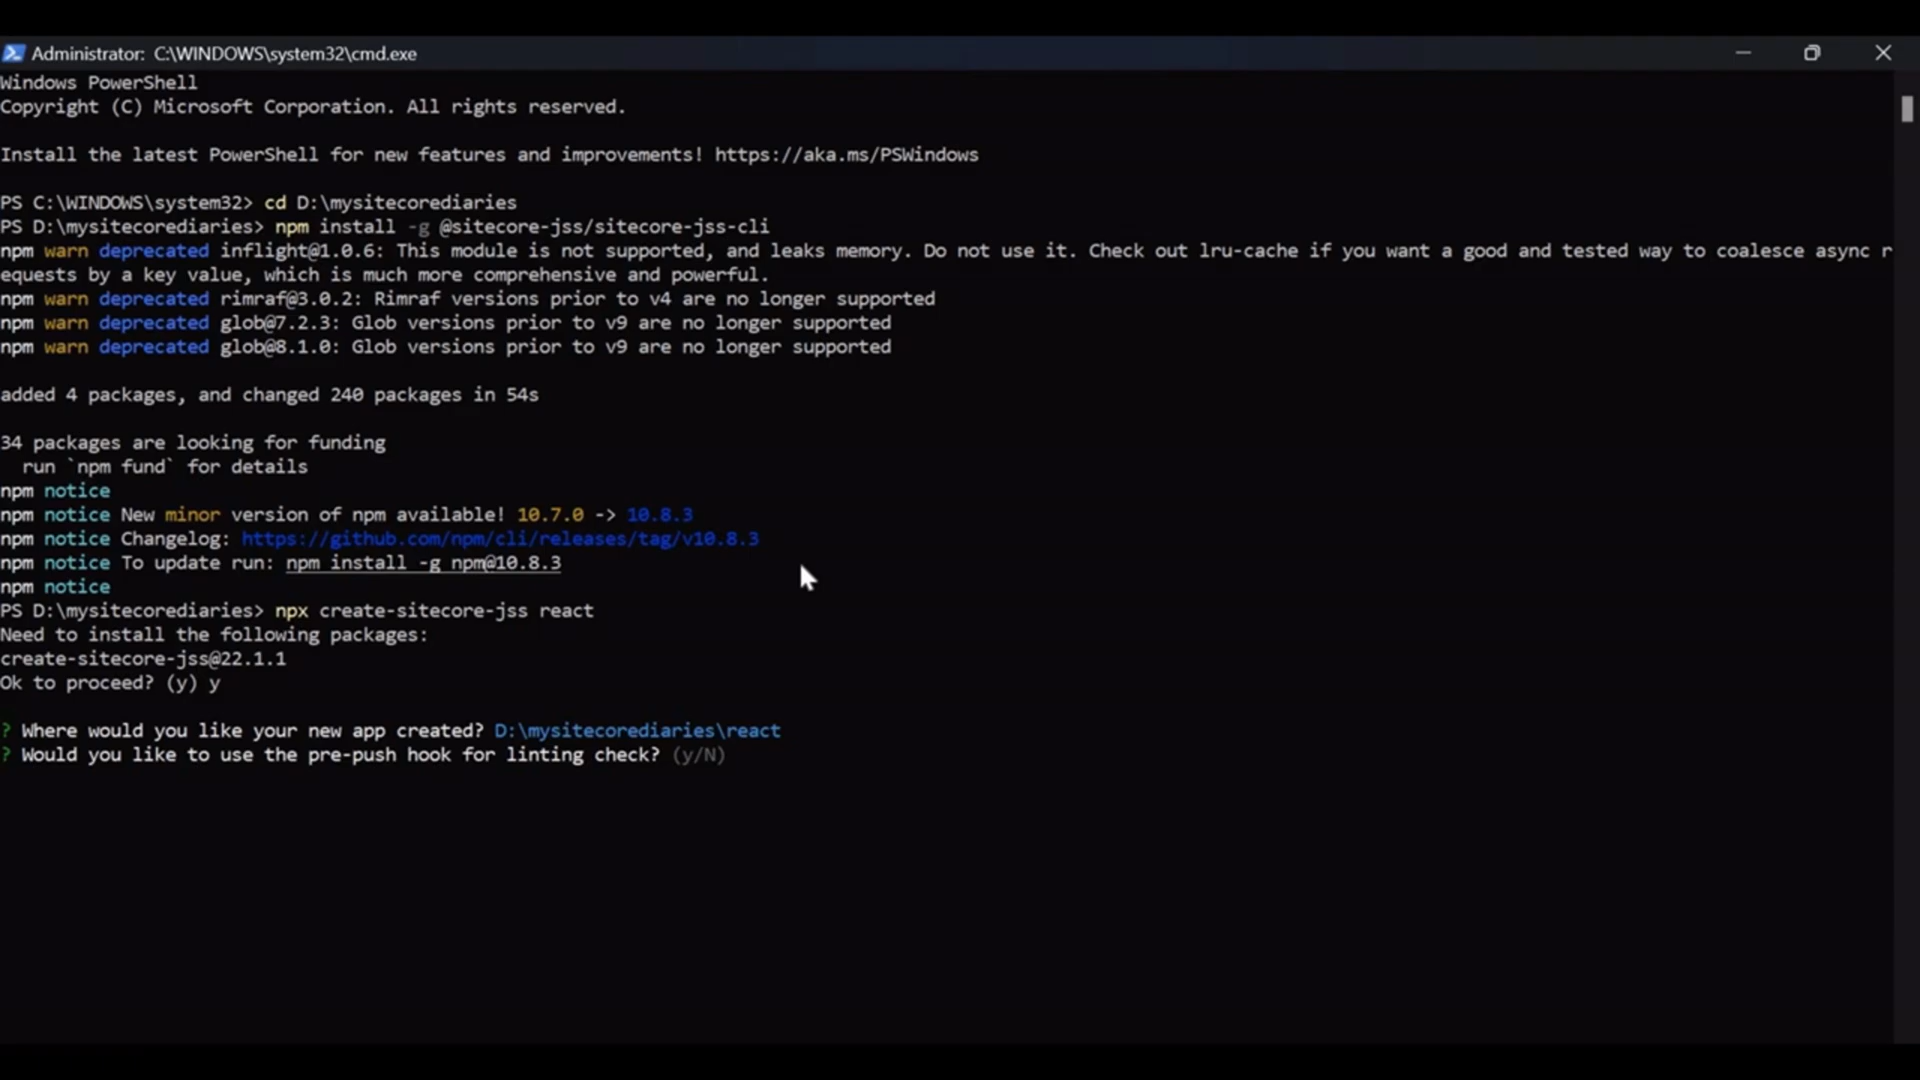 Administrator: C:\WINDOWS\system32\cmd.exe
Windows PowerShell
Copyright (C) Microsoft Corporation. All rights reserved.
Install the latest PowerShell for new features and improvements! https://aka.ms/PSWindows
PS C:\WINDOWS\system32> cd D:\mysitecorediaries
PS D:\mysitecorediaries> npm install -g @sitecore-jss/sitecore-jss-cli
npm warn deprecated inflight@1.0.6: This module is not supported, and leaks memory. Do not use it. Check out lru-cache if you want a good and tested way to coalesce async r
equests by a key value, which is much more comprehensive and powerful.
npm warn deprecated rimraf@3.0.2: Rimraf versions prior to v4 are no longer supported
npm warn deprecated glob@7.2.3: Glob versions prior to v9 are no longer supported
npm warn deprecated glob@8.1.0: Glob versions prior to v9 are no longer supported
added 4 packages, and changed 240 packages in 54s
34 packages are looking for funding
run `npm fund` for details
npm notice
npm notice New minor version of npm available! 10.7.0 -> 10.8.3
npm notice Changelog: https://github.com/npm/cli/releases/tag/v10.8.3
npm notice To update run: npm install -g npm@10.8.3
npm notice
PS D:\mysitecorediaries> npx create-sitecore-jss react
Need to install the following packages:
create-sitecore-jss@22.1.1
Ok to proceed? (y) y
? Where would you like your new app created? D:\mysitecorediaries\react
? Would you like to use the pre-push hook for linting check? (y/N)